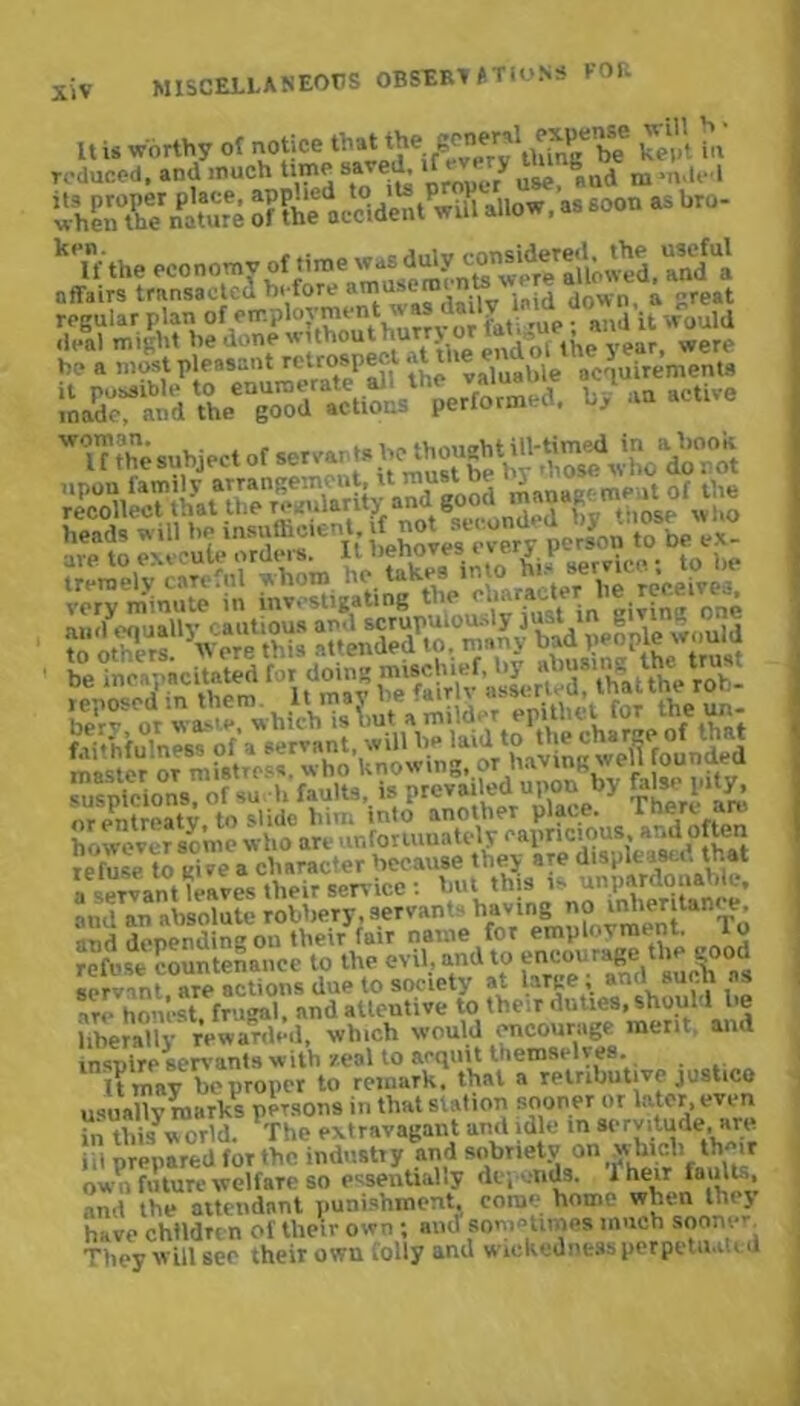 xiv MISCELLANEOUS OBSERVATIONS FOR
It is worthy of notice that the general expense will b
reduced, and much time saved, if every thing be kept in
its proper place, applied to its proper use, and mended
when the nature of the accident will allow, as soon as bro-
ken.
If the economy of time was duly considered, the useful
affairs transacted before amusements were allowed, and a
regular plan of employment was daily laid down, a great
deal might be done without hurry or fatigue; and it would
be a most pleasant retrospect at the end of the year, were
it possible to enumerate all the valuable acquirements
made, and the good actions performed, by an active
woman.
If the subject of servants be thought ill-timed in a book
upon family arrangement, it must be by those who do not
recollect that the regularity and good management of the
heads will be insufficient, if not seconded by those who
are to execute orders. It behoves every person to be ex-
tremely careful whom he takes into his service; to be
very minute in investigating the character he receives,
and equally cautious and scrupulously just in giving one
to others. Were this attended to, many bad people would
be incapacitated for doing mischief, by abusing the trust
reposed in them. It may be fairly asserted, that the rob-
bery, or waste, which is but a milder epithet for the un-
faithfulness of a servant, will be laid to the charge of that
master or mistress, who knowing, or having well founded
suspicions, of such faults, is prevailed upon by false pity,
or entreaty, to slide him into another place. There are
however some who are unfortunately capricious, and often
refuse to give a character because they are displeased that
a servant leaves their service: but this is unpardonable,
and an absolute robbery, servants having no inheritance,
and depending on their fair name for employment. To
refuse countenance to the evil, and to encourage the good
servant, are actions due to society at large; and such as
are honest, frugal, and attentive to their duties, should be
liberally rewarded, which would encourage merit, and
inspire servants with zeal to acquit themselves.
It may be proper to remark, that a retributive justice
usually marks persons in that station sooner or later, even
in this world. The extravagant and idle in servitude, are
ill prepared for the industry and sobriety on which their
own future welfare so essentially depends. Their faults,
and the attendant punishment, come home when they
have children of their own; and sometimes much sooner.
They will see their own folly and wickedness perpetuated